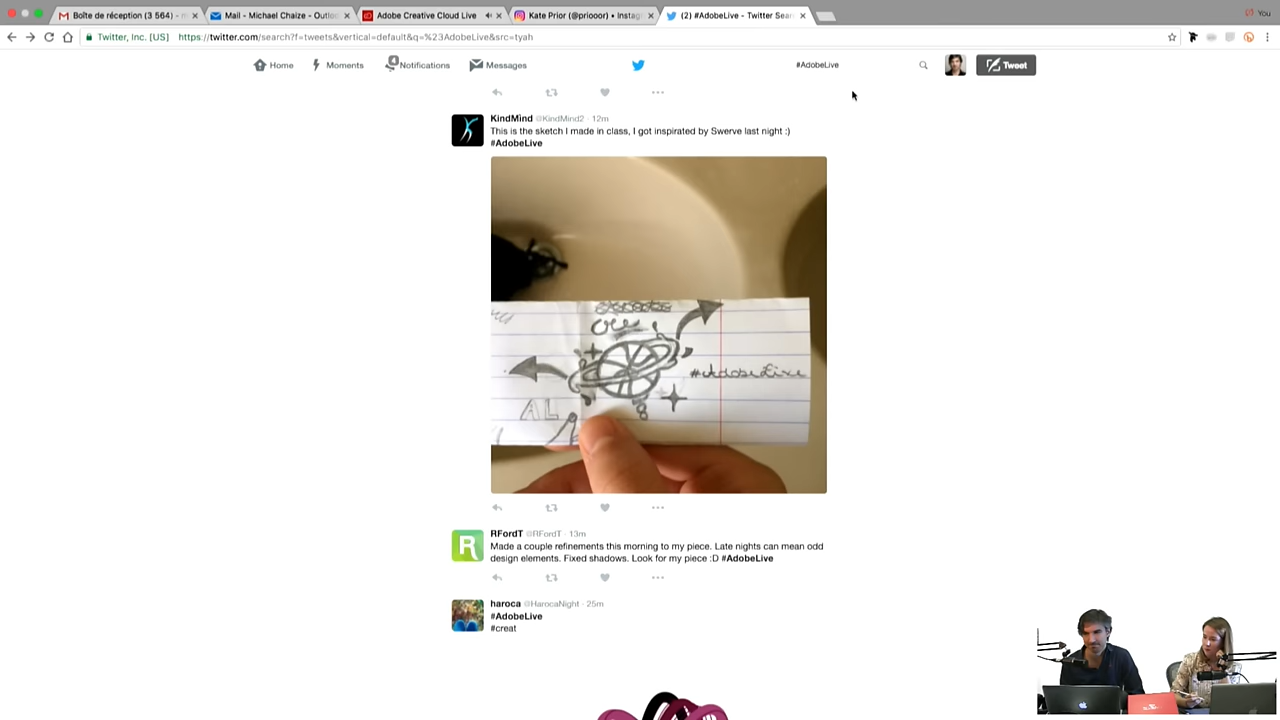 Boîte de réception (3 564) - m
Mail - Michael Chaize - Outloo
Adobe Creative Cloud Live
Kate Prior (@priooor) • Instag
(2) #AdobeLive - Twitter Sear
You
Twitter, Inc. [US]
https://twitter.com/search?f=tweets&vertical=default&q=%23AdobeLive&src=tyah
Home
Moments
4
Notifications
Messages
#AdobeLive
Tweet
KindMind @KindMind2 · 12m
This is the sketch I made in class, I got inspired by Swerve last night :)
#AdobeLive
#AdobeLive
AL
R
RFordT @RFordT · 13m
Made a couple refinements this morning to my piece. Late nights can mean odd
design elements. Fixed shadows. Look for my piece :D #AdobeLive
haroca @HarocaNight · 25m
#AdobeLive
#creat